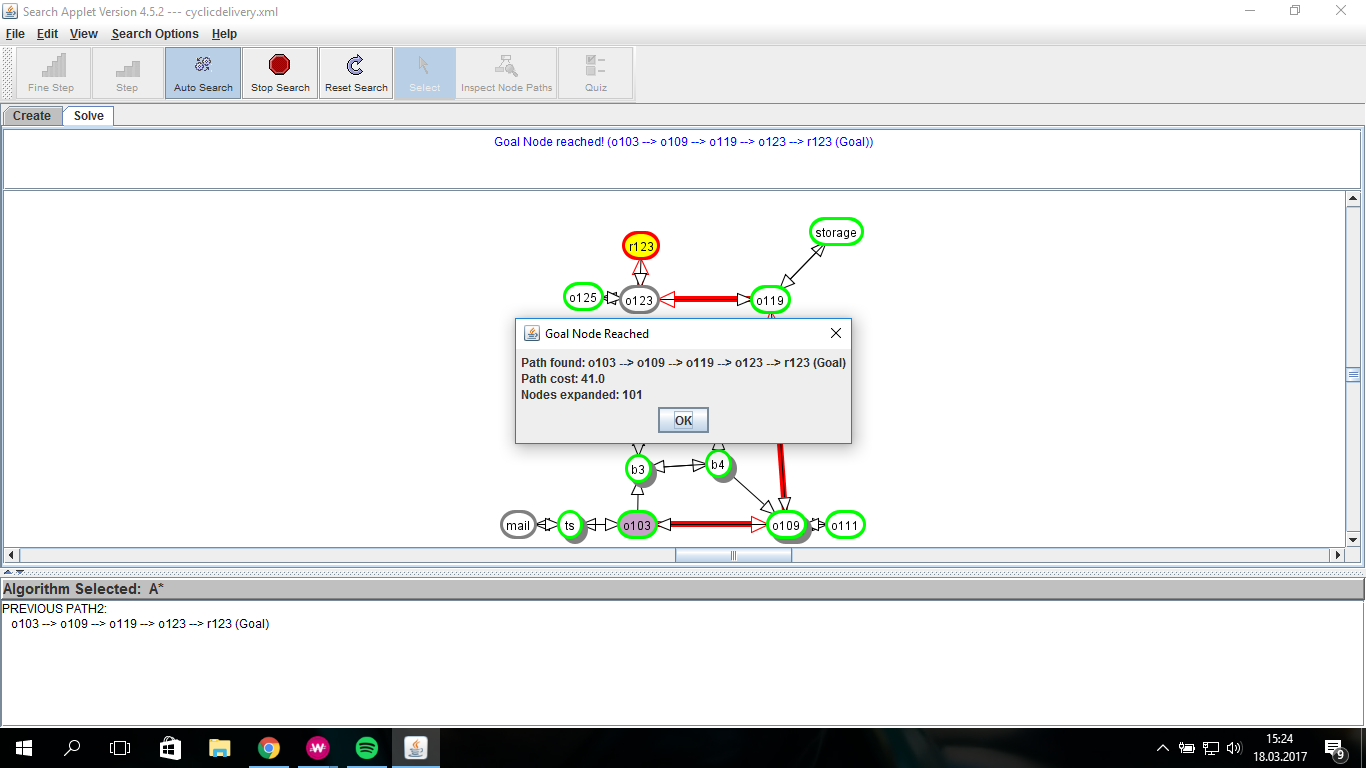 Search Applet Version 4.5.2 --- cyclicdelivery.xml
File Edit View Search Options Help
Fine Step Step Auto Search Stop Search Reset Search Select Inspect Node Paths Quiz
Create Solve
Goal Node reached! (o103 --> o109 --> o119 --> o123 --> r123 (Goal))
storage
r123
o125 o123 o119
Goal Node Reached
Path found: o103 --> o109 --> o119 --> o123 --> r123 (Goal)
Path cost: 41.0
Nodes expanded: 101
OK
b3 b4
mail ts o103 o109 o111
Algorithm Selected: A*
PREVIOUS PATH2:
o103 --> o109 --> o119 --> o123 --> r123 (Goal)
15:24
18.03.2017
9